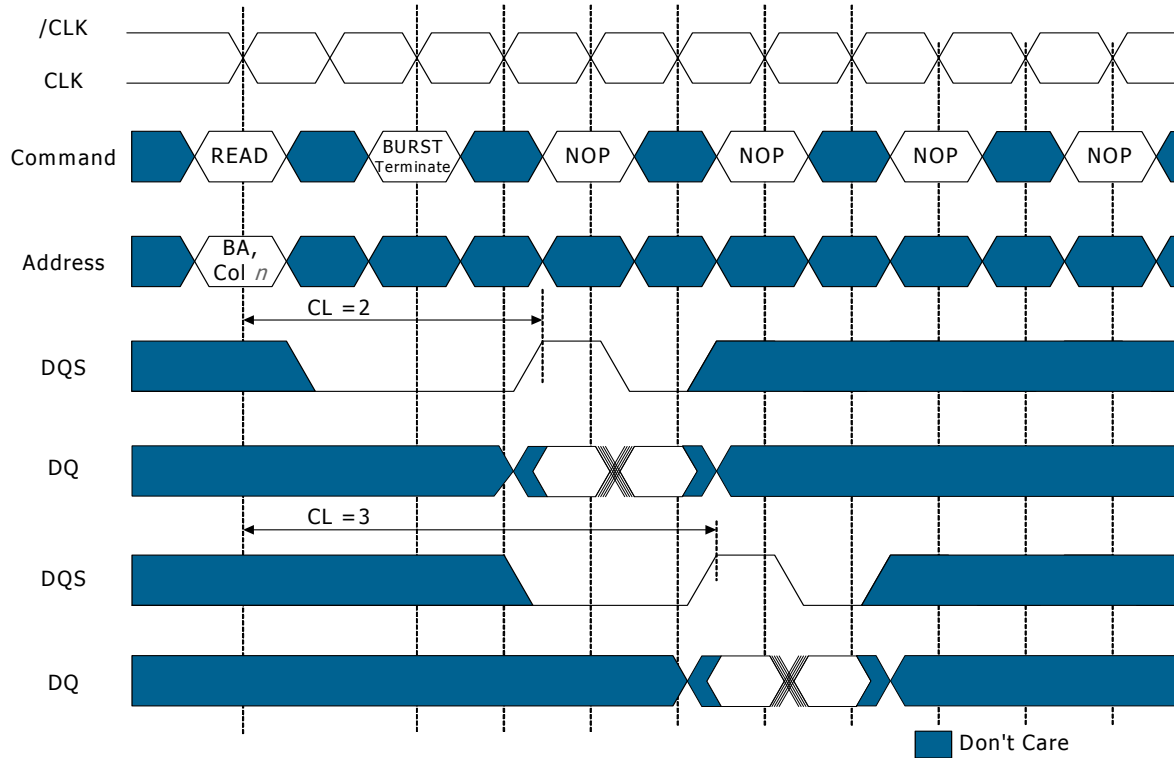 /CLK
CLK
Command
READ
BURST
Terminate
NOP
NOP
NOP
NOP
Address
BA,
Col n
CL = 2
DQS
DQ
CL = 3
DQS
DQ
Don't Care